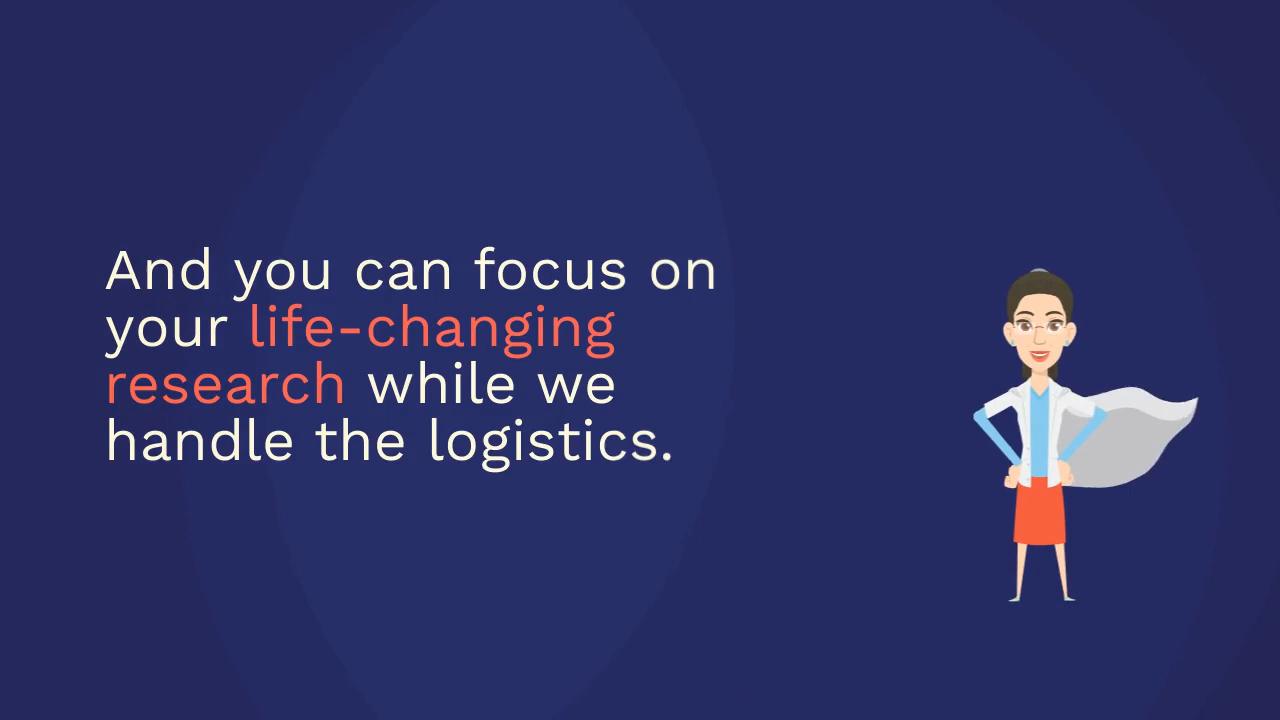 And you can focus on
your life-changing
research while we
handle the logistics.